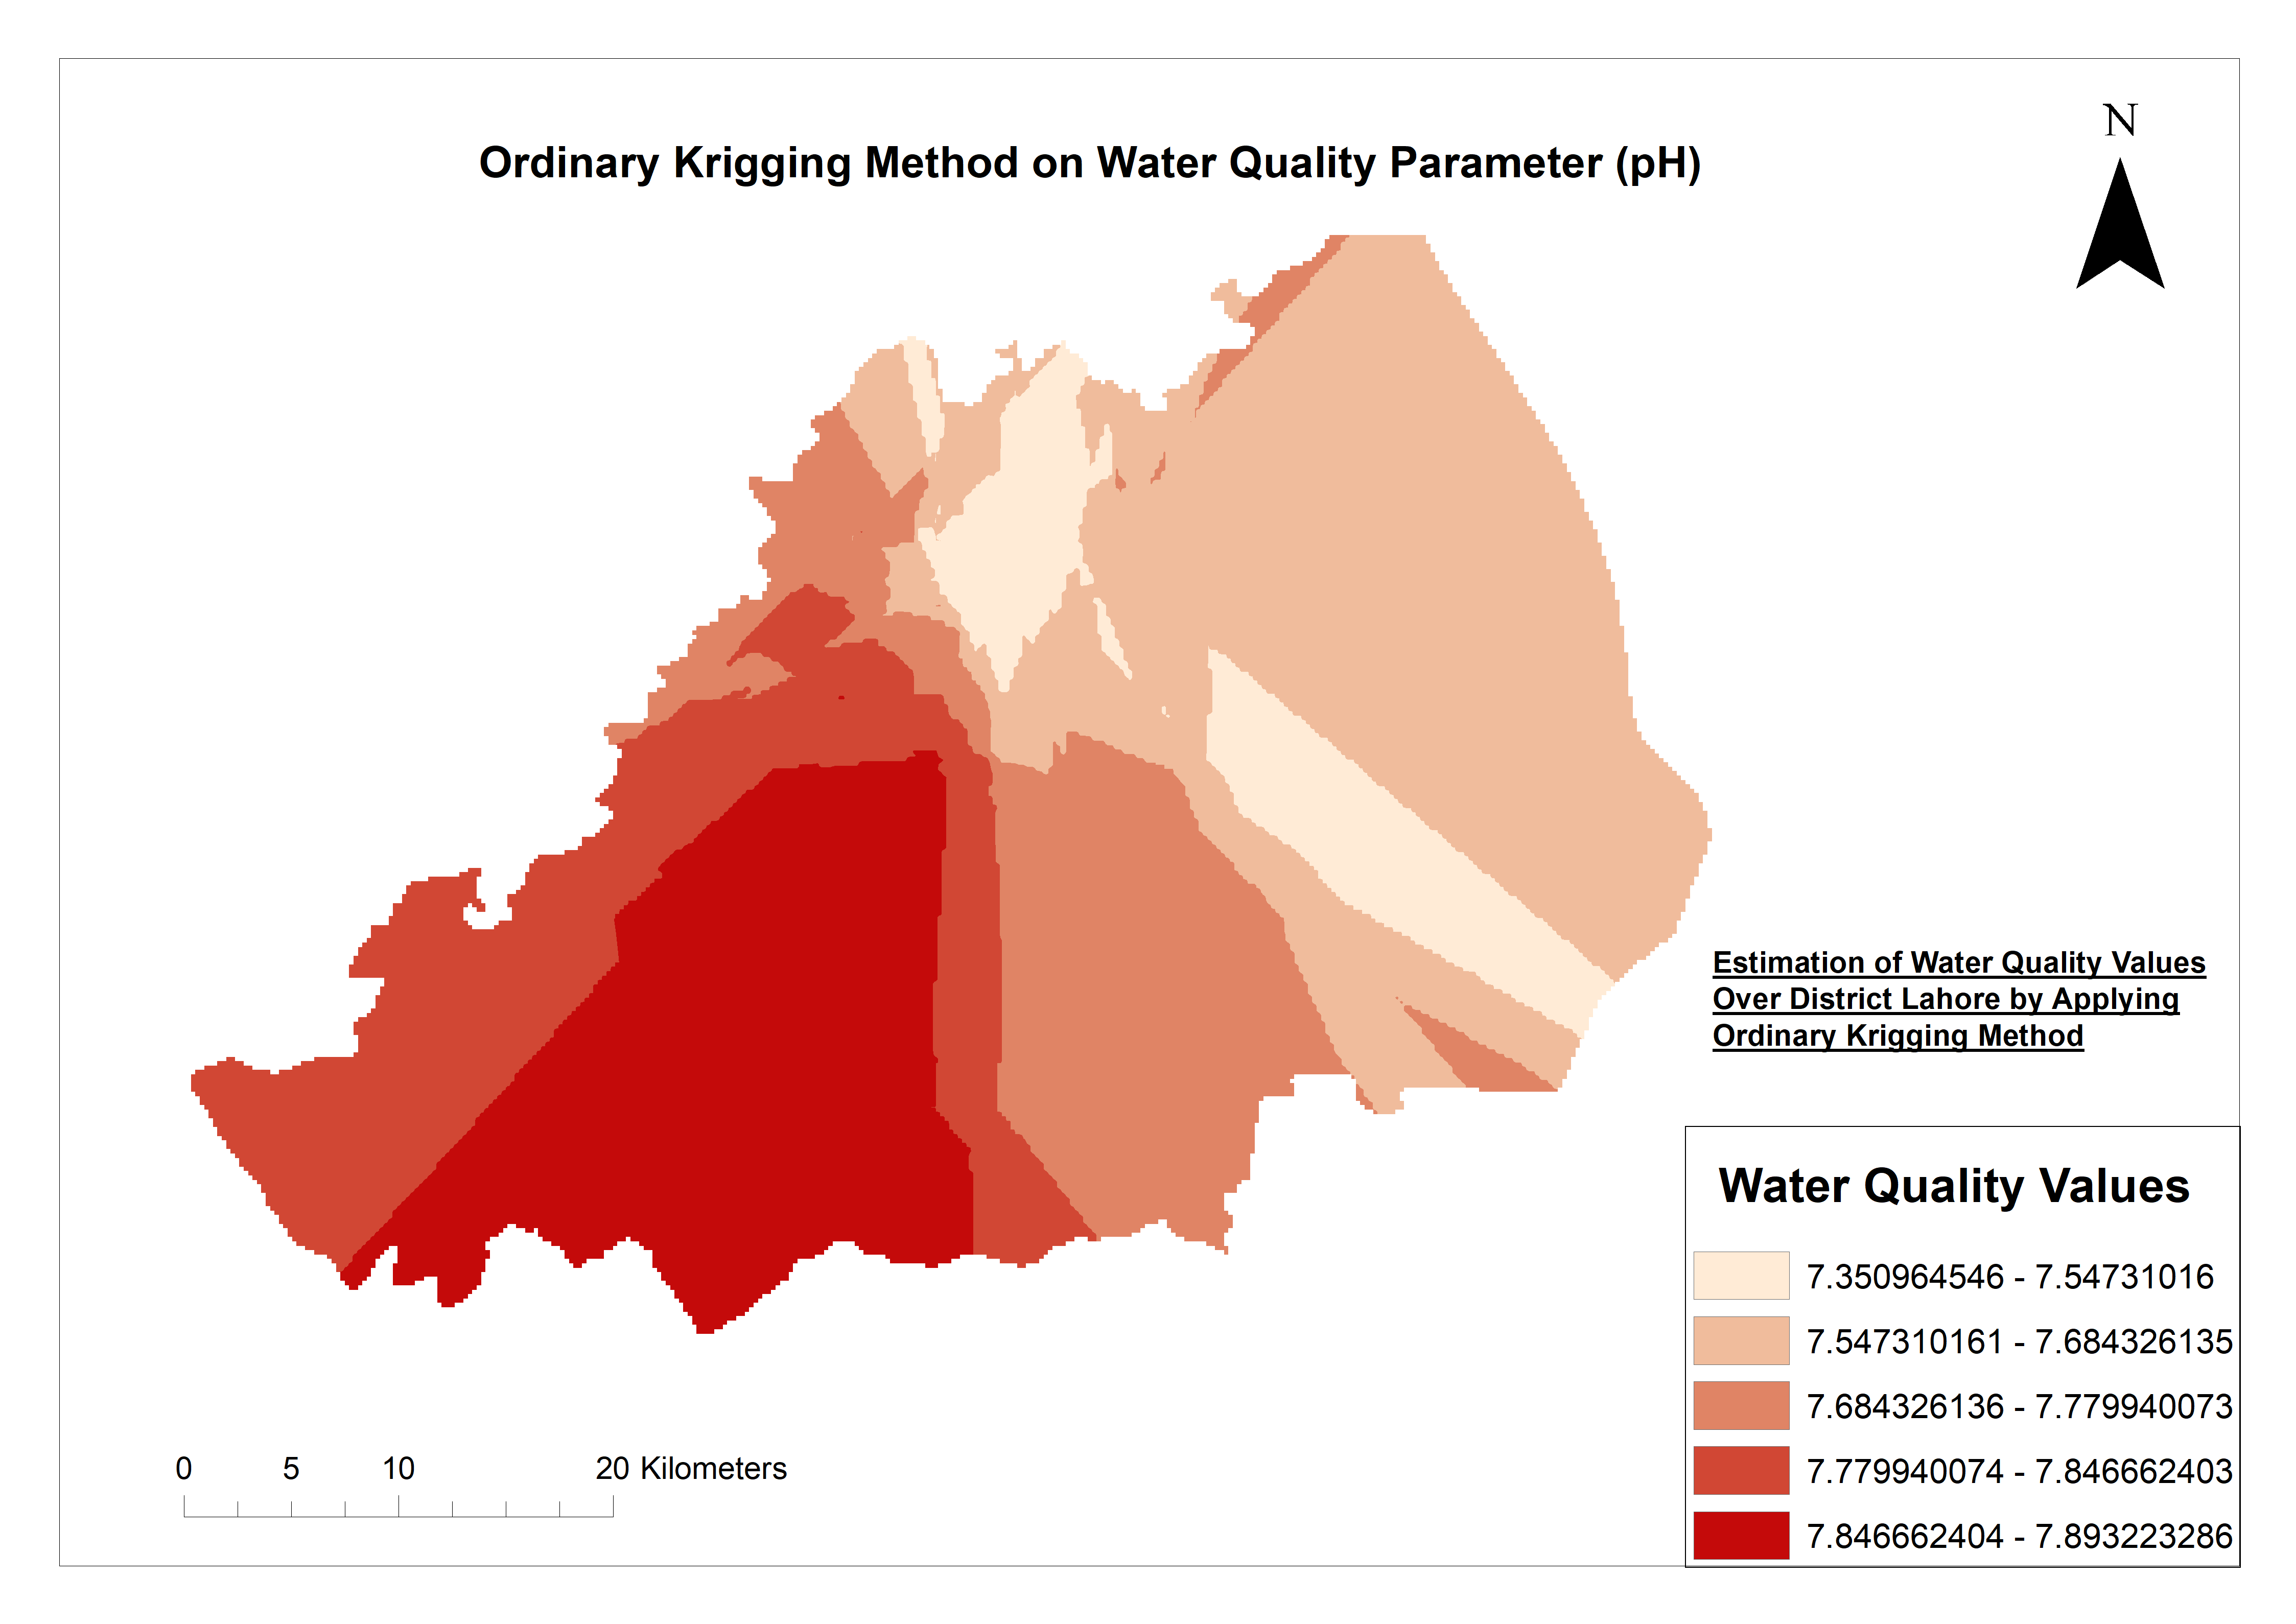 N
Ordinary Krigging Method on Water Quality Parameter (pH)
Estimation of Water Quality Values
Over District Lahore by Applying
Ordinary Krigging Method
Water Quality Values
7.350964546 - 7.54731016
7.547310161 - 7.684326135
7.684326136 - 7.779940073
7.779940074 - 7.846662403
7.846662404 - 7.893223286
0 5 10 20 Kilometers